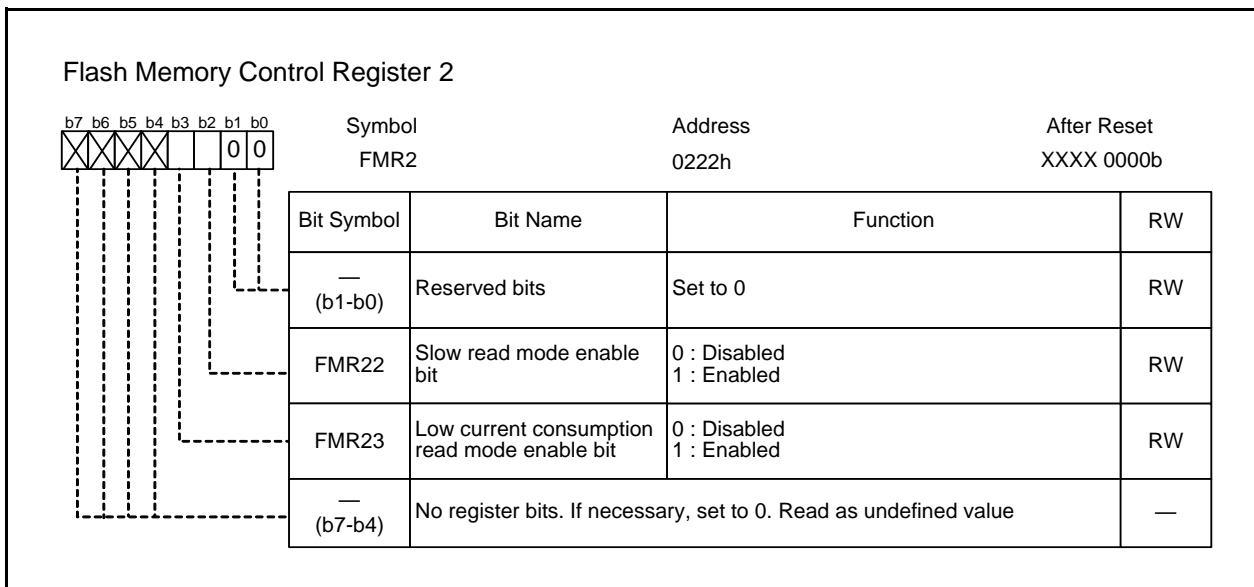 Flash Memory Control Register 2
b7 b6 b5 b4 b3 b2 b1 b0
0 0
Symbol Address After Reset
FMR2 0222h XXXX 0000b
Bit Symbol Bit Name Function RW
—
(b1-b0) Reserved bits Set to 0 RW
FMR22 Slow read mode enable
bit 0 : Disabled
1 : Enabled RW
FMR23 Low current consumption
read mode enable bit 0 : Disabled
1 : Enabled RW
—
(b7-b4) No register bits. If necessary, set to 0. Read as undefined value —